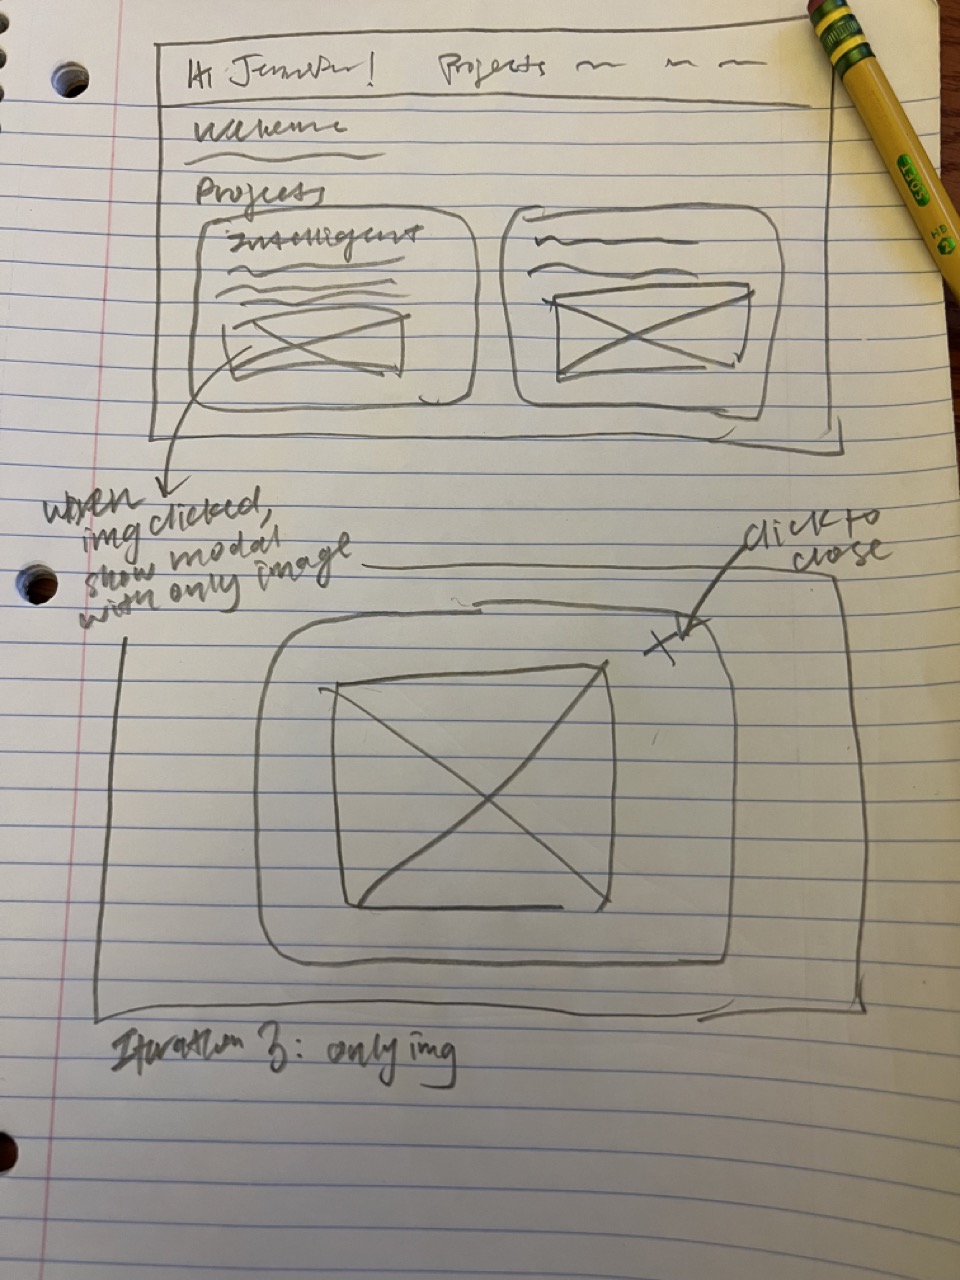 Hi Jennifer! Projects
Welcome
Projects
Intelligent
when
img clicked,
show modal
with only image
click to
close
Iteration 3: only img
SOFT
HB
2